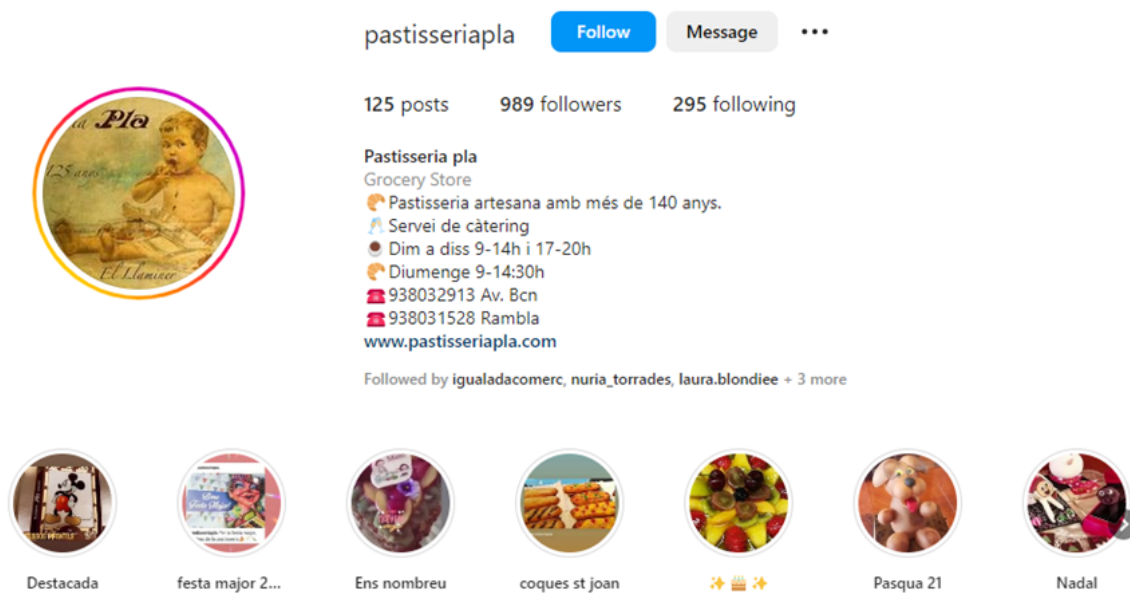 pastisseriapla Follow Message
125 posts 989 followers 295 following
Pla
125 anys
El Llaminer
Pastisseria pla
Grocery Store
🥐Pastisseria artesana amb més de 140 anys.
🥂Servei de càtering
☕Dim a diss 9-14h i 17-20h
🥐Diumenge 9-14:30h
☎️938032913 Av. Bcn
☎️938031528 Rambla
www.pastisseriapla.com
Followed by igualadacomerc, nuria_torrades, laura.blondiee + 3 more
Destacada
festa major 2...
Ens nombreu
coques st joan
✨🎂✨
Pasqua 21
Nadal